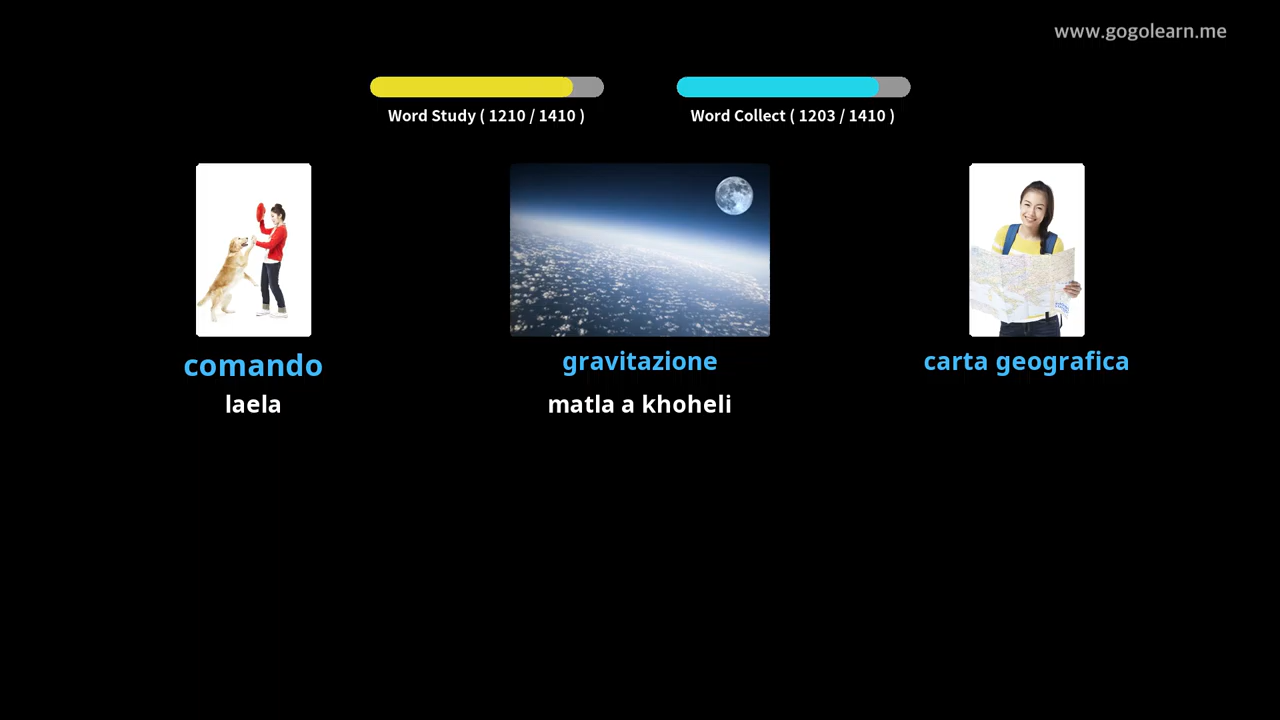 www.gogolearn.me
Word Study ( 1210 / 1410 )
Word Collect ( 1203 / 1410 )
comando
gravitazione
carta geografica
laela
matla a khoheli